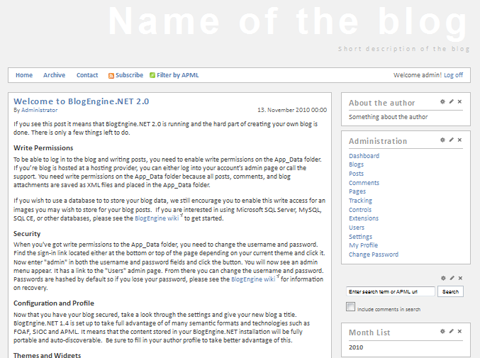 Name of the blog
Short description of the blog
Home Archive Contact Subscribe Filter by APML
Welcome admin! Log off
Welcome to BlogEngine.NET 2.0
By Administrator 15. November 2010 00:00
If you see this post it means that BlogEngine.NET 2.0 is running and the hard part of creating your own blog is
done. There is only a few things left to do.
Write Permissions
To be able to log in to the blog and writing posts, you need to enable write permissions on the App_Data folder.
If you're blog is hosted at a hosting provider, you can either log into your account's admin page or call the
support. You need write permissions on the App_Data folder because all posts, comments, and blog
attachments are saved as XML files and placed in the App_Data folder.
If you wish to use a database to to store your blog data, we still encourage you to enable this write access for an
images you may wish to store for your blog posts. If you are interested in using Microsoft SQL Server, MySQL,
SQL CE, or other databases, please see the BlogEngine wiki to get started.
Security
When you've got write permissions to the App_Data folder, you need to change the username and password.
Find the sign-in link located either at the bottom or top of the page depending on your current theme and click it.
Now enter "admin" in both the username and password fields and click the button. You will now see an admin
menu appear. It has a link to the "Users" admin page. From there you can change the username and password.
Passwords are hashed by default so if you lose your password, please see the BlogEngine wiki for information
on recovery.
Configuration and Profile
Now that you have your blog secured, take a look through the settings and give your new blog a title.
BlogEngine.NET 1.4 is set up to take full advantage of of many semantic formats and technologies such as
FOAF, SIOC and APML. It means that the content stored in your BlogEngine.NET installation will be fully
portable and auto-discoverable. Be sure to fill in your author profile to take better advantage of this.
Themes and Widgets
About the author
Something about the author
Administration
Dashboard
Blogs
Posts
Comments
Pages
Tracking
Controls
Extensions
Users
Settings
My Profile
Change Password
Enter search term or APML url Search
Include comments in search
Month List
2010